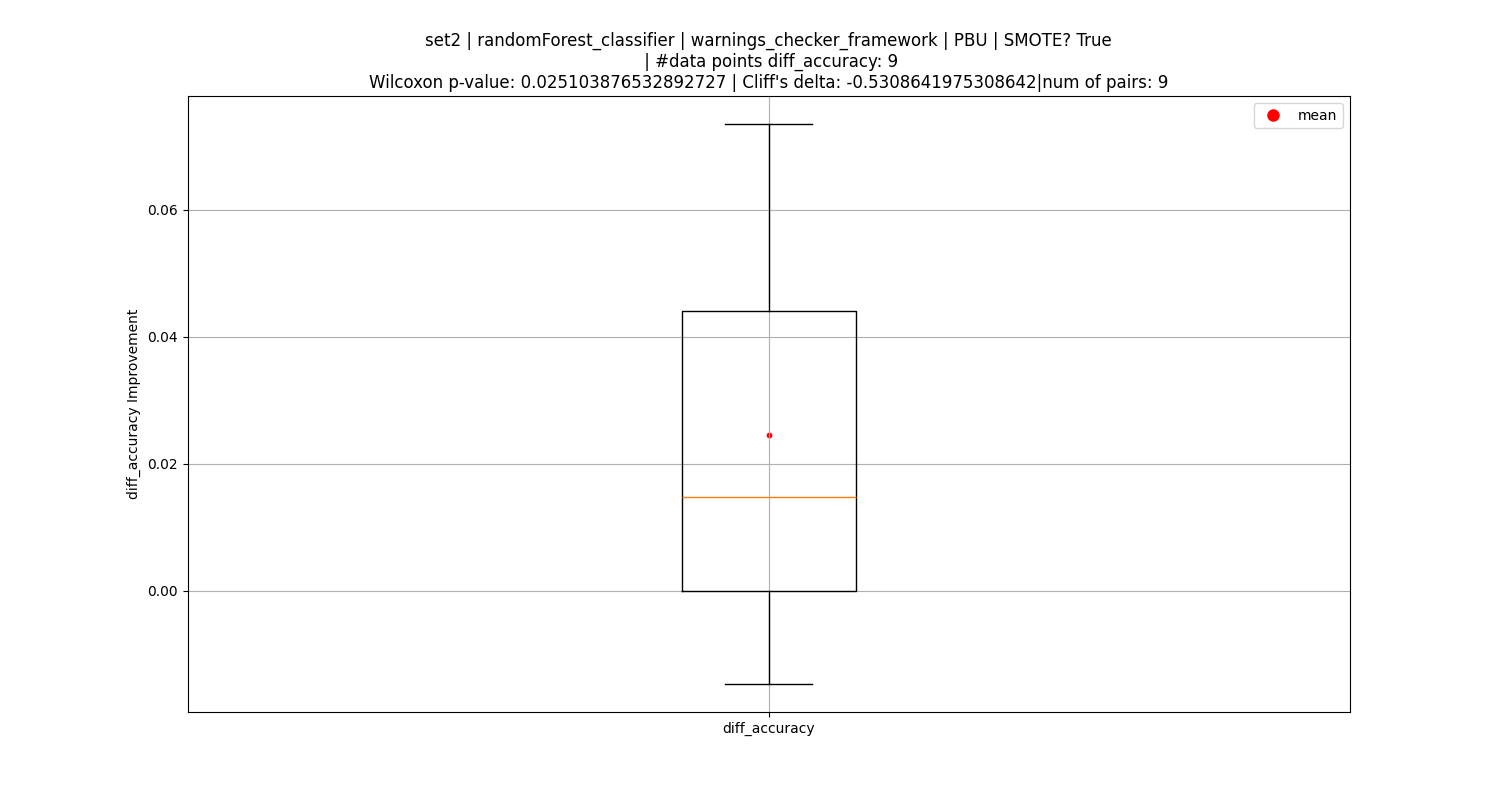 set2 | randomForest_classifier | warnings_checker_framework | PBU | SMOTE? True
| #data points diff_accuracy: 9
Wilcoxon p-value: 0.025103876532892727 | Cliff's delta: -0.5308641975308642|num of pairs: 9
mean
0.06
0.04
0.02
0.00
diff_accuracy Improvement
diff_accuracy